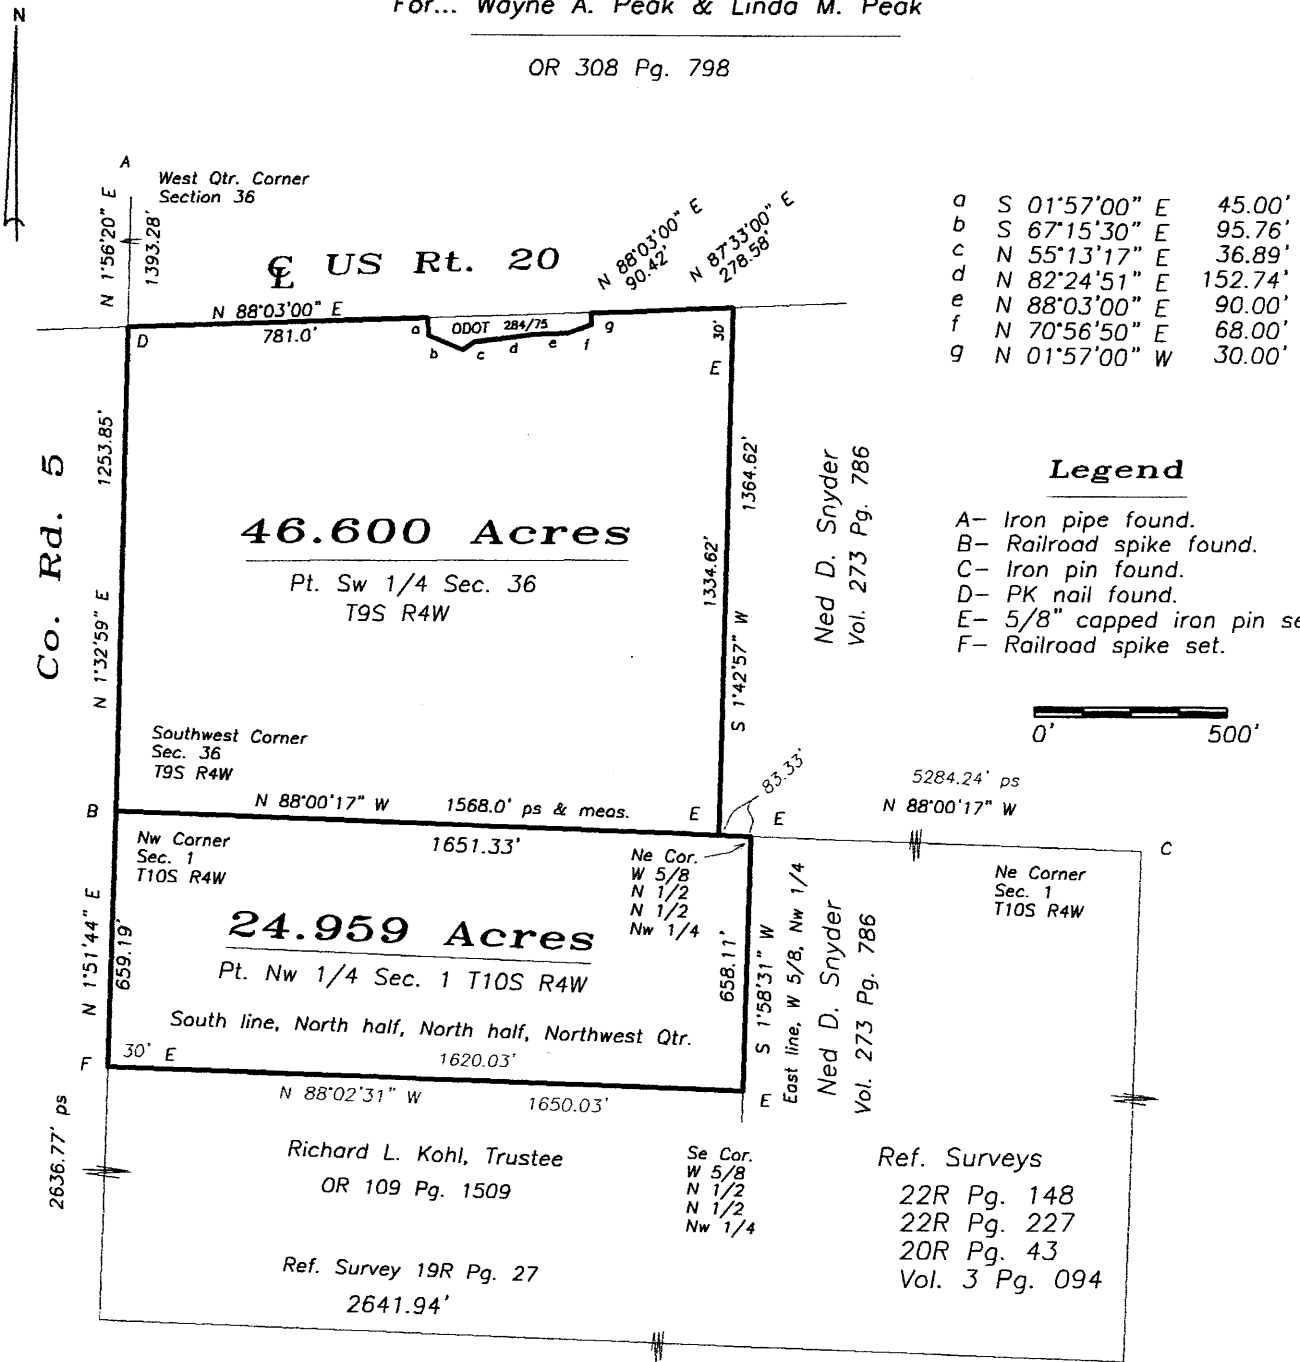 For... Wayne A. Peak & Linda M. Peak
OR 308 Pg. 798
N
A
West Qtr. Corner
Section 36
N 1°56'20" E
1393.28'
℄ US Rt. 20
N 88°03'00" E
90.42'
N 87°33'00" E
278.58'
N 88°03'00" E
781.0'
D
a
ODOT 284/75
b
c
d
e
f
g
30'
E
a S 01°57'00" E 45.00'
b S 67°15'30" E 95.76'
c N 55°13'17" E 36.89'
d N 82°24'51" E 152.74'
e N 88°03'00" E 90.00'
f N 70°56'50" E 68.00'
g N 01°57'00" W 30.00'
Co. Rd. 5
1253.85'
N 1°32'59" E
46.600 Acres
Pt. Sw 1/4 Sec. 36
T9S R4W
1364.62'
1334.62'
S 1°42'57" W
Ned D. Snyder
Vol. 273 Pg. 786
Legend
A- Iron pipe found.
B- Railroad spike found.
C- Iron pin found.
D- PK nail found.
E- 5/8" capped iron pin se
F- Railroad spike set.
0' 500'
Southwest Corner
Sec. 36
T9S R4W
B
N 88°00'17" W 1568.0' ps & meas.
E
83.33'
E
5284.24' ps
N 88°00'17" W
C
1651.33'
Nw Corner
Sec. 1
T10S R4W
Ne Cor.
W 5/8
N 1/2
N 1/2
Nw 1/4
Ne Corner
Sec. 1
T10S R4W
N 1°51'44" E
659.19'
24.959 Acres
Pt. Nw 1/4 Sec. 1 T10S R4W
South line, North half, North half, Northwest Qtr.
658.11'
S 1°58'31" W
East line, W 5/8, Nw 1/4
Ned D. Snyder
Vol. 273 Pg. 786
F
30' E
1620.03'
N 88°02'31" W
1650.03'
E
2636.77' ps
Richard L. Kohl, Trustee
OR 109 Pg. 1509
Se Cor.
W 5/8
N 1/2
N 1/2
Nw 1/4
Ref. Surveys
22R Pg. 148
22R Pg. 227
20R Pg. 43
Vol. 3 Pg. 094
Ref. Survey 19R Pg. 27
2641.94'